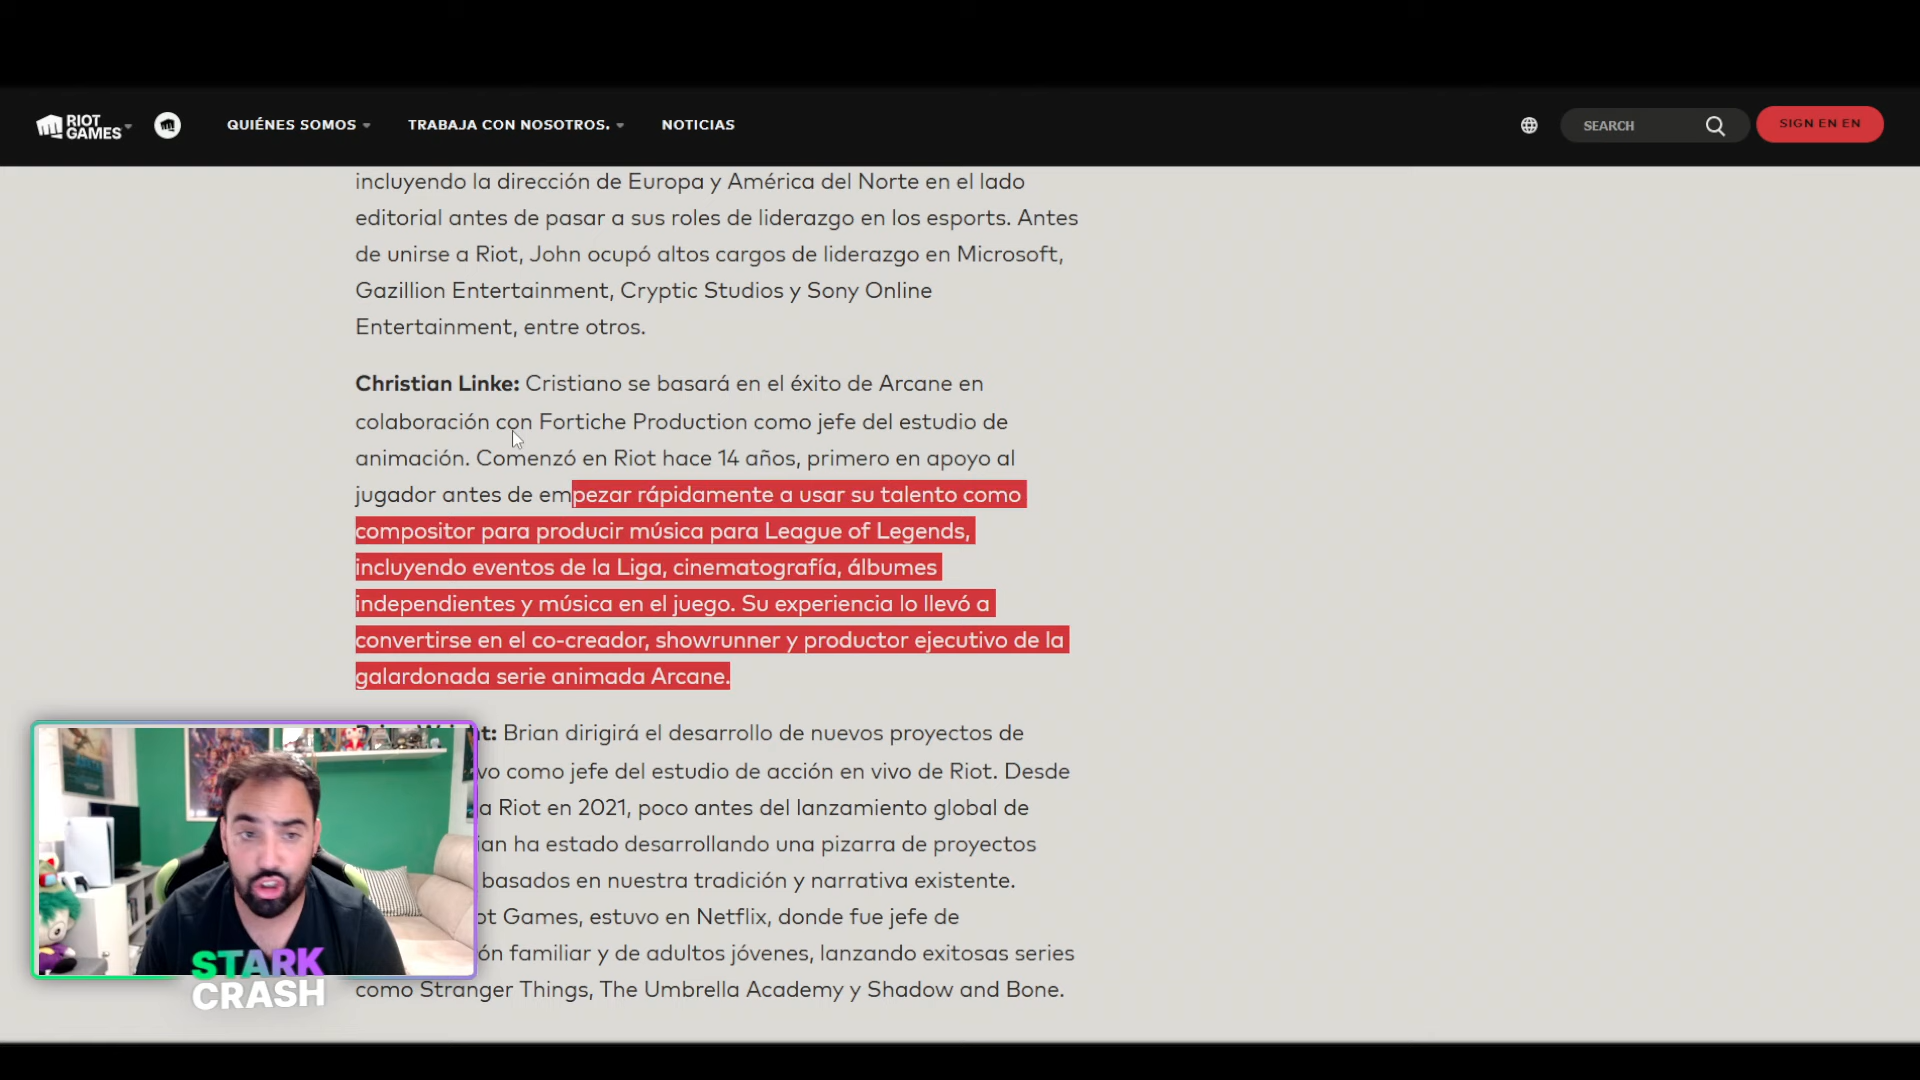 RIOT
GAMES
QUIÉNES SOMOS
TRABAJA CON NOSOTROS.
NOTICIAS
SEARCH
SIGN EN EN
incluyendo la dirección de Europa y América del Norte en el lado
editorial antes de pasar a sus roles de liderazgo en los esports. Antes
de unirse a Riot, John ocupó altos cargos de liderazgo en Microsoft,
Gazillion Entertainment, Cryptic Studios y Sony Online
Entertainment, entre otros.
Christian Linke: Cristiano se basará en el éxito de Arcane en
colaboración con Fortiche Production como jefe del estudio de
animación. Comenzó en Riot hace 14 años, primero en apoyo al
jugador antes de empezar rápidamente a usar su talento como
compositor para producir música para League of Legends,
incluyendo eventos de la Liga, cinematografía, álbumes
independientes y música en el juego. Su experiencia lo llevó a
convertirse en el co-creador, showrunner y productor ejecutivo de la
galardonada serie animada Arcane.
Brian dirigirá el desarrollo de nuevos proyectos de
vo como jefe del estudio de acción en vivo de Riot. Desde
a Riot en 2021, poco antes del lanzamiento global de
ian ha estado desarrollando una pizarra de proyectos
basados en nuestra tradición y narrativa existente.
ot Games, estuvo en Netflix, donde fue jefe de
ón familiar y de adultos jóvenes, lanzando exitosas series
como Stranger Things, The Umbrella Academy y Shadow and Bone.
STARK
CRASH